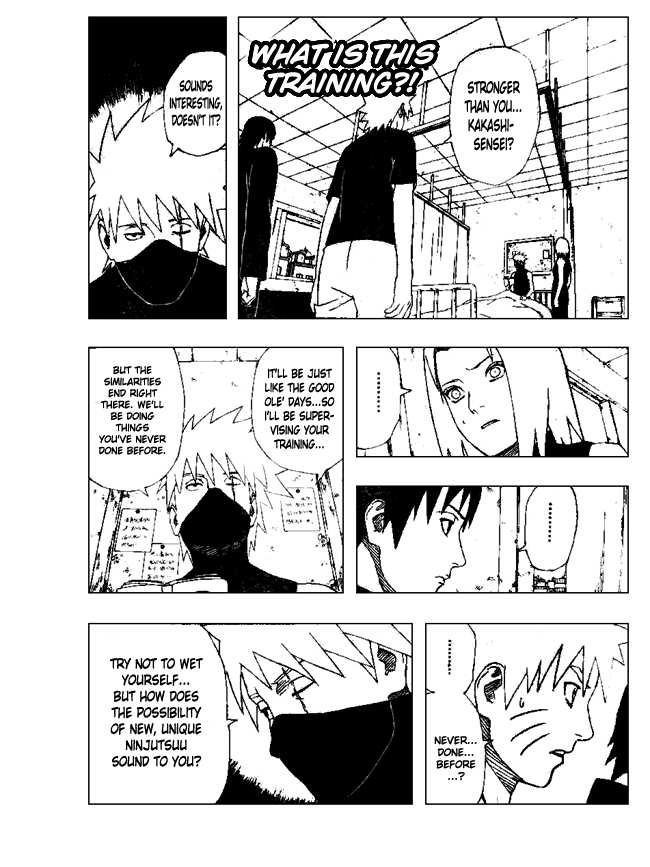 WHAT IS THIS
TRAINING?!
STRONGER
THAN YOU...
KAKASHI-
SENSEI?
SOUNDS
INTERESTING,
DOESN'T IT?
IT'LL BE JUST
LIKE THE GOOD
OLE' DAYS...SO
I'LL BE SUPER-
VISING YOUR
TRAINING...
BUT THE
SIMILARITIES
END RIGHT
THERE. WE'LL
BE DOING
THINGS
YOU'VE NEVER
DONE BEFORE.
NEVER...
DONE...
BEFORE
...?
TRY NOT TO WET
YOURSELF...
BUT HOW DOES
THE POSSIBILITY
OF NEW, UNIQUE
NINJUTSUU
SOUND TO YOU?